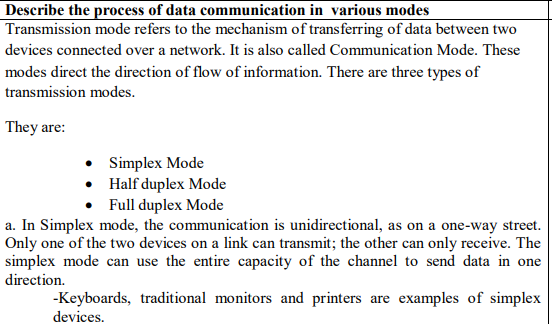 Describe the process of data communication in  various modes
Transmission mode refers to the mechanism of transferring of data between two
devices connected over a network. It is also called Communication Mode. These
modes direct the direction of flow of information. There are three types of
transmission modes.
They are:
• Simplex Mode
• Half duplex Mode
• Full duplex Mode
a. In Simplex mode, the communication is unidirectional, as on a one-way street.
Only one of the two devices on a link can transmit; the other can only receive. The
simplex mode can use the entire capacity of the channel to send data in one
direction.
-Keyboards, traditional monitors and printers are examples of simplex
devices.